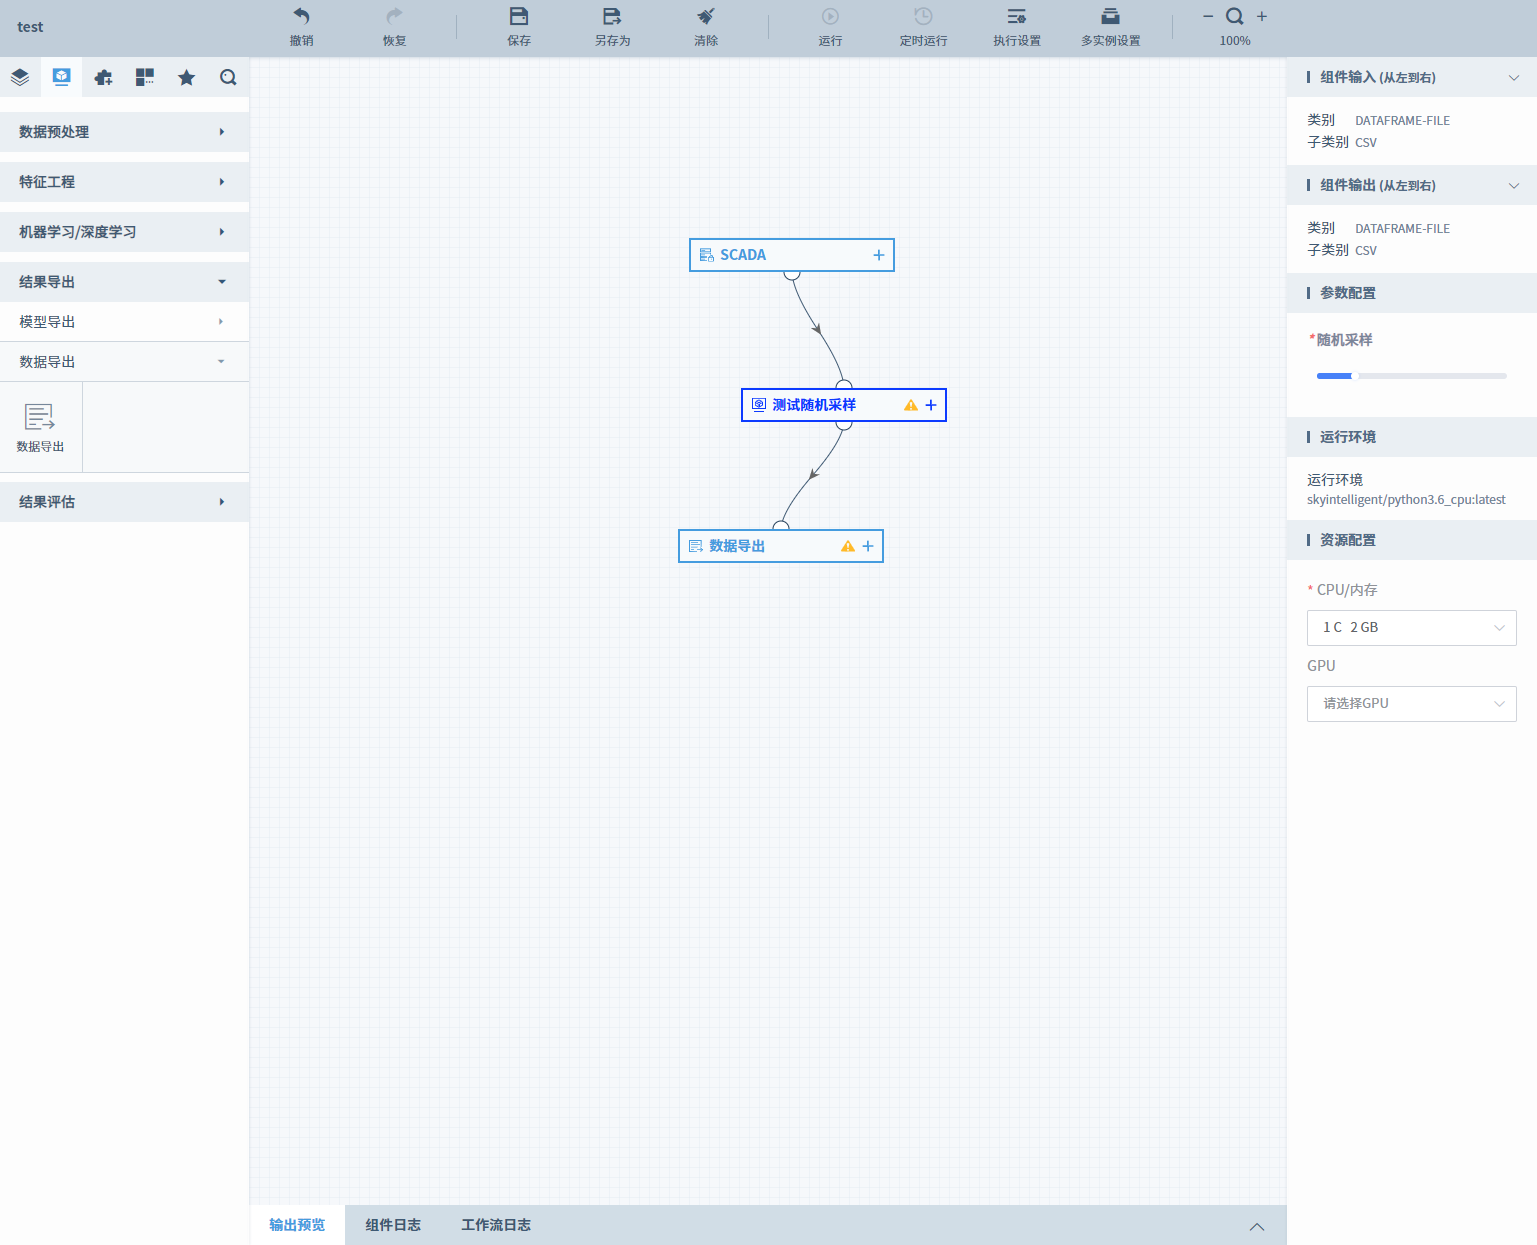 test
撤销
恢复
保存
另存为
清除
运行
定时运行
执行设置
多实例设置
100%
数据预处理
特征工程
机器学习/深度学习
结果导出
模型导出
数据导出
数据导出
结果评估
SCADA
测试随机采样
数据导出
组件输入 (从左到右)
类别 DATAFRAME-FILE
子类别 CSV
组件输出 (从左到右)
类别 DATAFRAME-FILE
子类别 CSV
参数配置
*随机采样
运行环境
运行环境
skyintelligent/python3.6_cpu:latest
资源配置
* CPU/内存
1 C 2 GB
GPU
请选择GPU
输出预览
组件日志
工作流日志